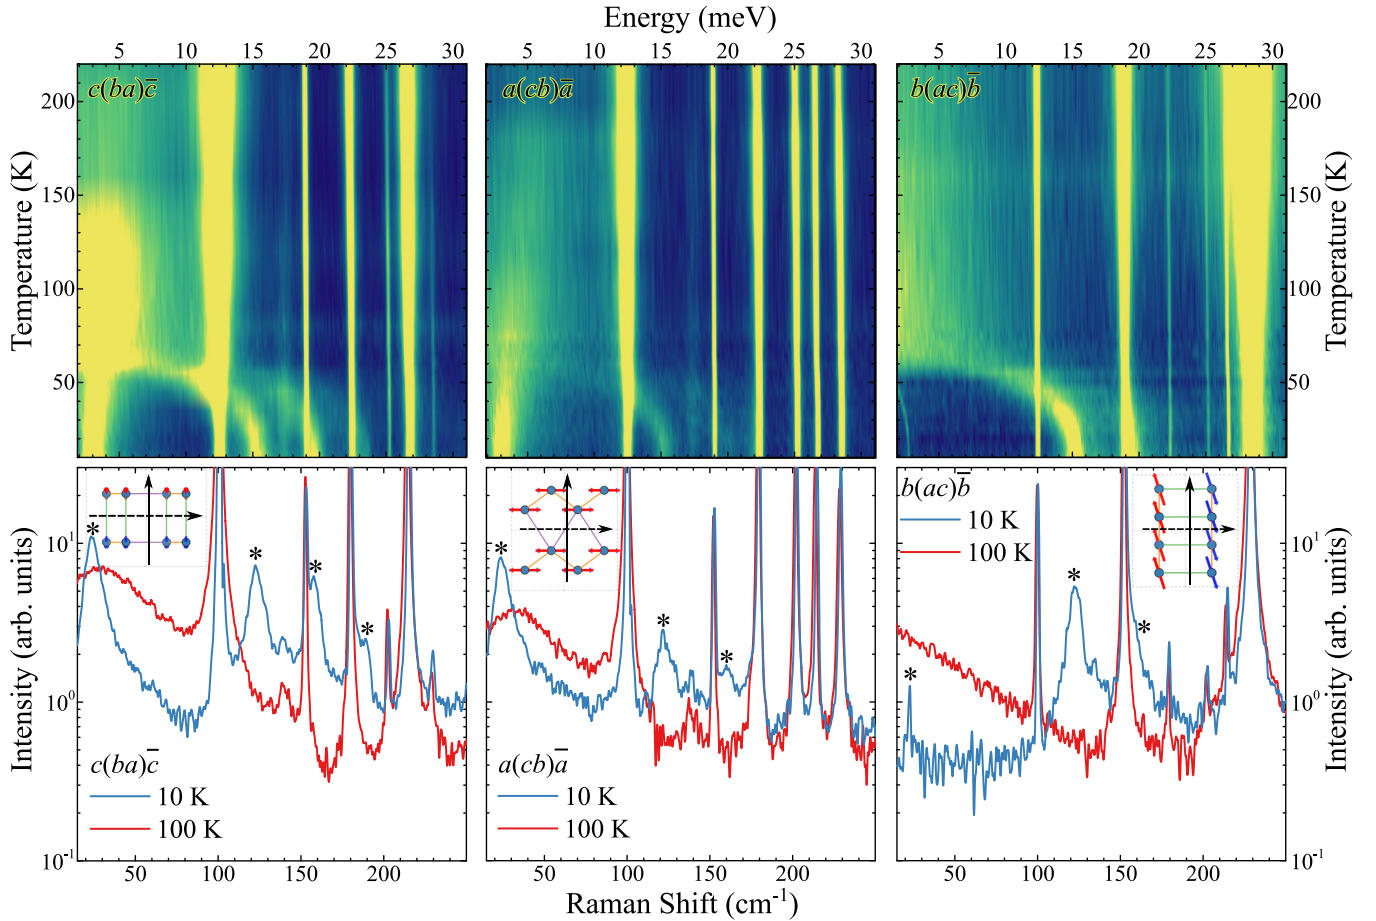 Energy (meV)
5 10 15 20 25 30 5 10 15 20 25 30 5 10 15 20 25 30
c(ba)c̅ a(cb)a̅ b(ac)b̅
200 200
150 150
100 100
50 50
Temperature (K) Temperature (K)
* * * *
* * *
b(ac)b̅
10 K
100 K
* * *
10¹ 10¹
10⁰ 10⁰
10⁻¹ 10⁻¹
Intensity (arb. units) Intensity (arb. units)
c(ba)c̅
10 K
100 K
a(cb)a̅
10 K
100 K
50 100 150 200 50 100 150 200 50 100 150 200
Raman Shift (cm⁻¹)